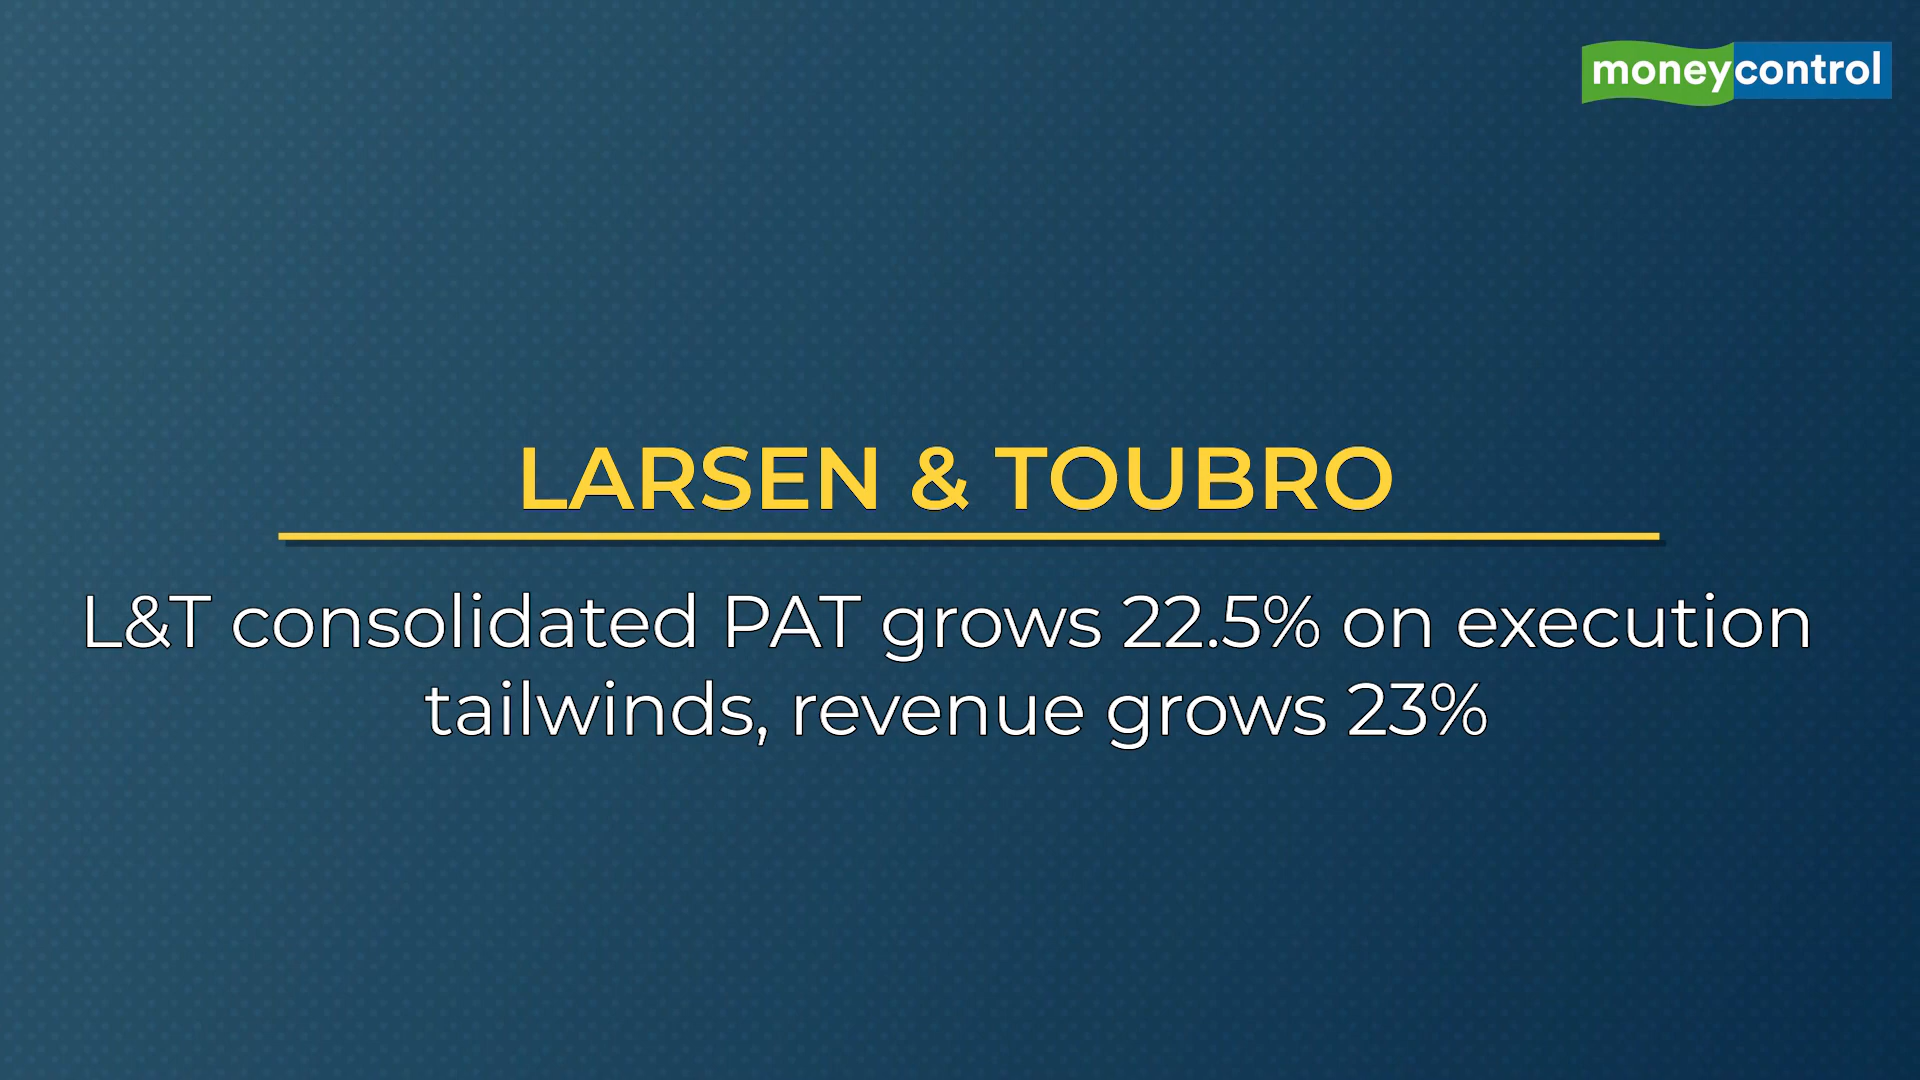 moneycontrol
LARSEN & TOUBRO
L&T consolidated PAT grows 22.5% on execution
tailwinds, revenue grows 23%